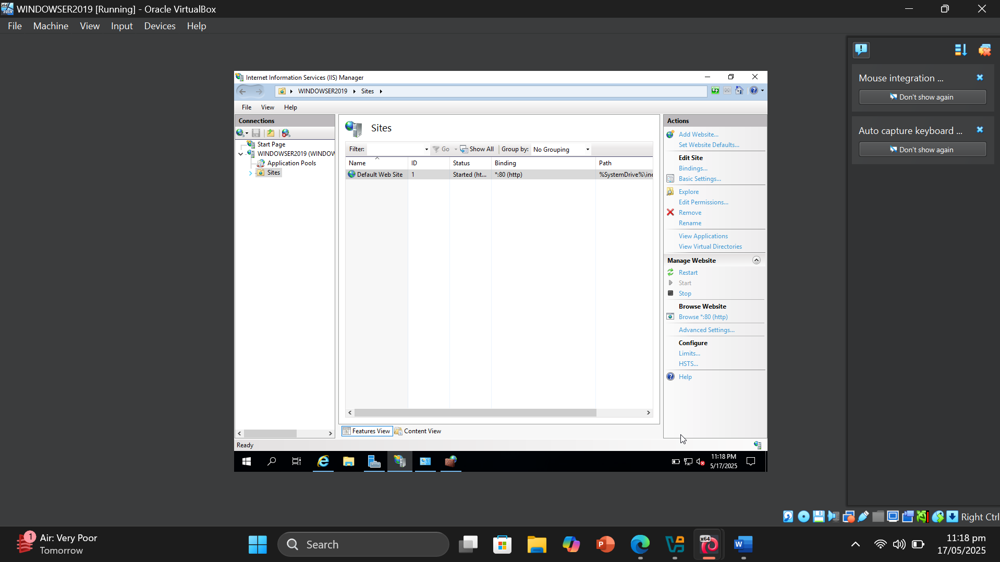 WINDOWSER2019 [Running] - Oracle VirtualBox
File Machine View Input Devices Help
Mouse integration ...
Don't show again
Auto capture keyboard ...
Don't show again
Internet Information Services (IIS) Manager
WINDOWSER2019 Sites
File View Help
Connections
Start Page
WINDOWSER2019 (WINDOW
Application Pools
Sites
Sites
Filter: Go Show All Group by: No Grouping
Name ID Status Binding Path
Default Web Site 1 Started (ht... *:80 (http) %SystemDrive%\ine
Features View Content View
Actions
Add Website...
Set Website Defaults...
Edit Site
Bindings...
Basic Settings...
Explore
Edit Permissions...
Remove
Rename
View Applications
View Virtual Directories
Manage Website
Restart
Start
Stop
Browse Website
Browse *:80 (http)
Advanced Settings...
Configure
Limits...
HSTS...
Help
Ready
11:18 PM
5/17/2025
Right Ctrl
1
Air: Very Poor
Tomorrow
Search
11:18 pm
17/05/2025